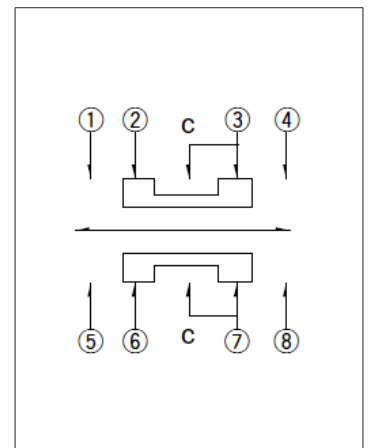 ① ② C ③ ④
⑤ ⑥ C ⑦ ⑧